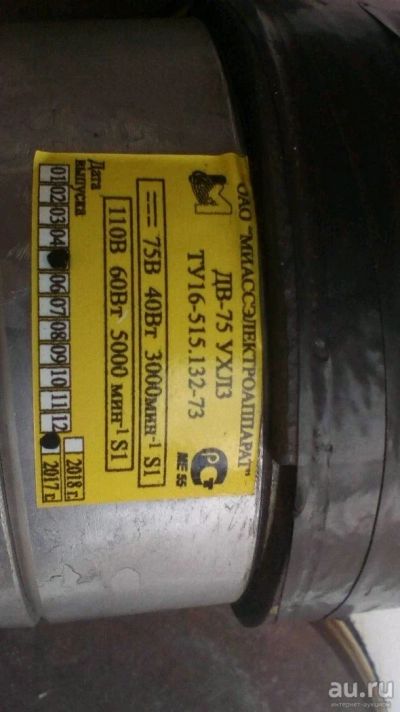 ОАО "МИАССЭЛЕКТРОАППАРАТ"
ДВ-75 УХЛ3
ТУ16-515.132-73
МЕ 55
75В 40Вт 3000мин-1 S1
110В 60Вт 5000 мин-1 S1
Дата выпуска
01 02 03 04 06 07 08 09 10 11 12
2017 г.
2018 г.
au.ru
интернет-аукцион